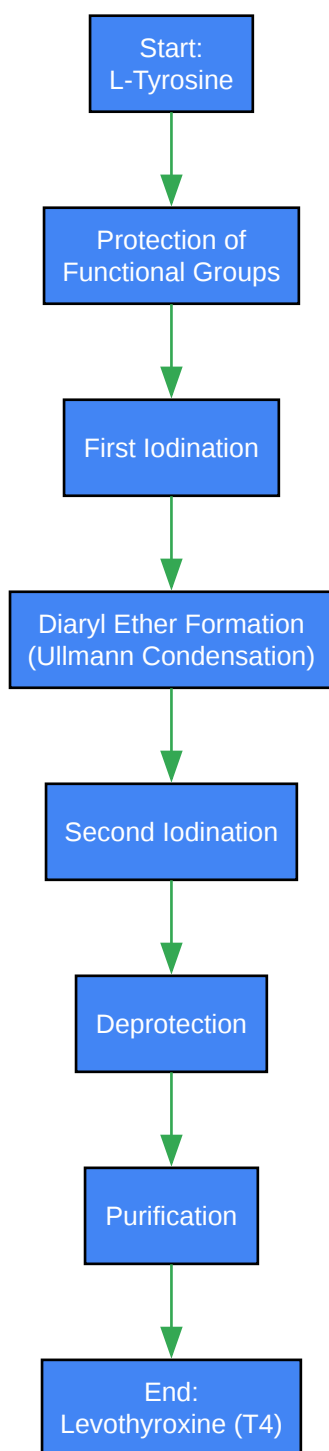 Start:
L-Tyrosine
Protection of
Functional Groups
First Iodination
Diaryl Ether Formation
(Ullmann Condensation)
Second Iodination
Deprotection
Purification
End:
Levothyroxine (T4)